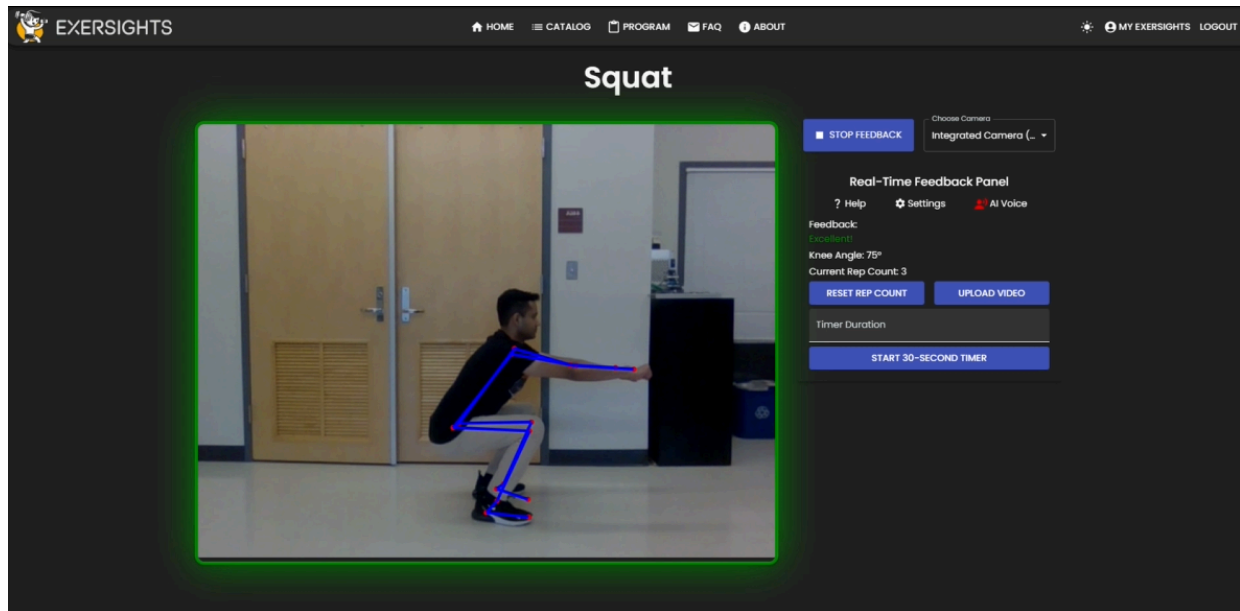 EXERSIGHTS
HOME CATALOG PROGRAM FAQ ABOUT
MY EXERSIGHTS LOGOUT
Squat
STOP FEEDBACK
Choose Camera
Integrated Camera (...
Real-Time Feedback Panel
? Help Settings AI Voice
Feedback:
Excellent!
Knee Angle: 75°
Current Rep Count: 3
RESET REP COUNT UPLOAD VIDEO
Timer Duration
START 30-SECOND TIMER